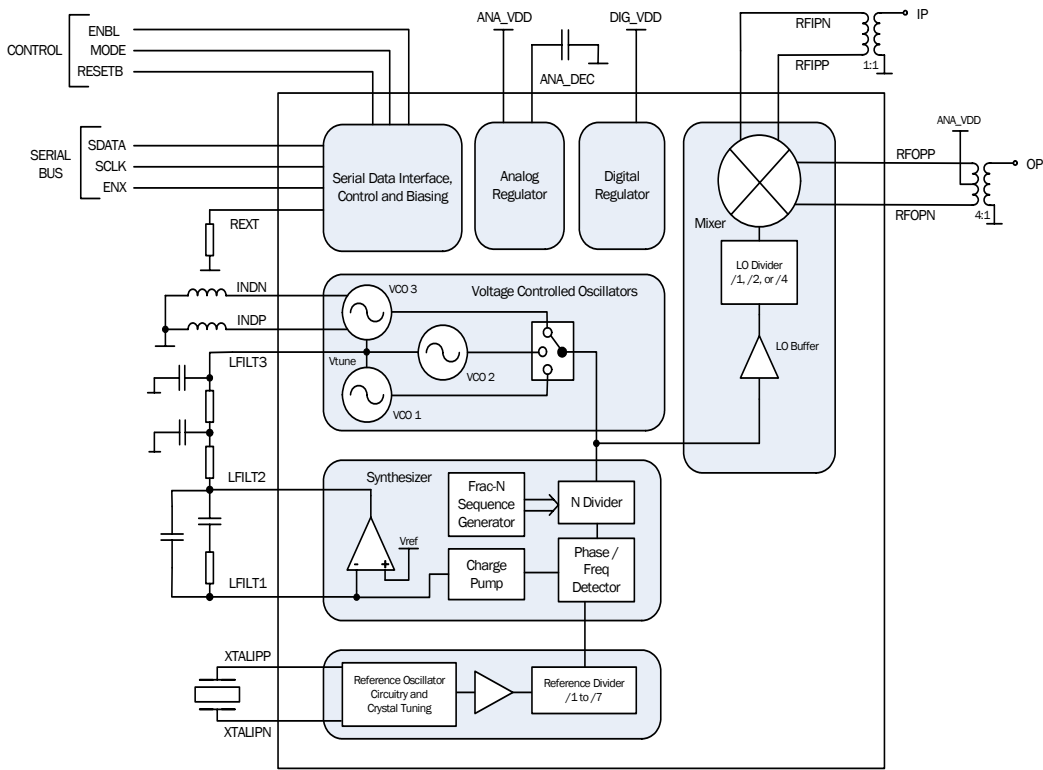 CONTROL
ENBL
MODE
RESETB
ANA_VDD
ANA_DEC
DIG_VDD
RFIPN
RFIPP
IP
1:1
SERIAL
BUS
SDATA
SCLK
ENX
REXT
Serial Data Interface,
Control and Biasing
Analog
Regulator
Digital
Regulator
Mixer
ANA_VDD
RFOPP
RFOPN
OP
4:1
LO Divider
/1, /2, or /4
LO Buffer
INDN
INDP
LFILT3
VCO 3
Voltage Controlled Oscillators
Vtune
VCO 2
VCO 1
LFILT2
LFILT1
Synthesizer
Frac-N
Sequence
Generator
N Divider
Vref
-
+
Charge
Pump
Phase /
Freq
Detector
XTALIPP
XTALIPN
Reference Oscillator
Circuitry and
Crystal Tuning
Reference Divider
/1 to /7